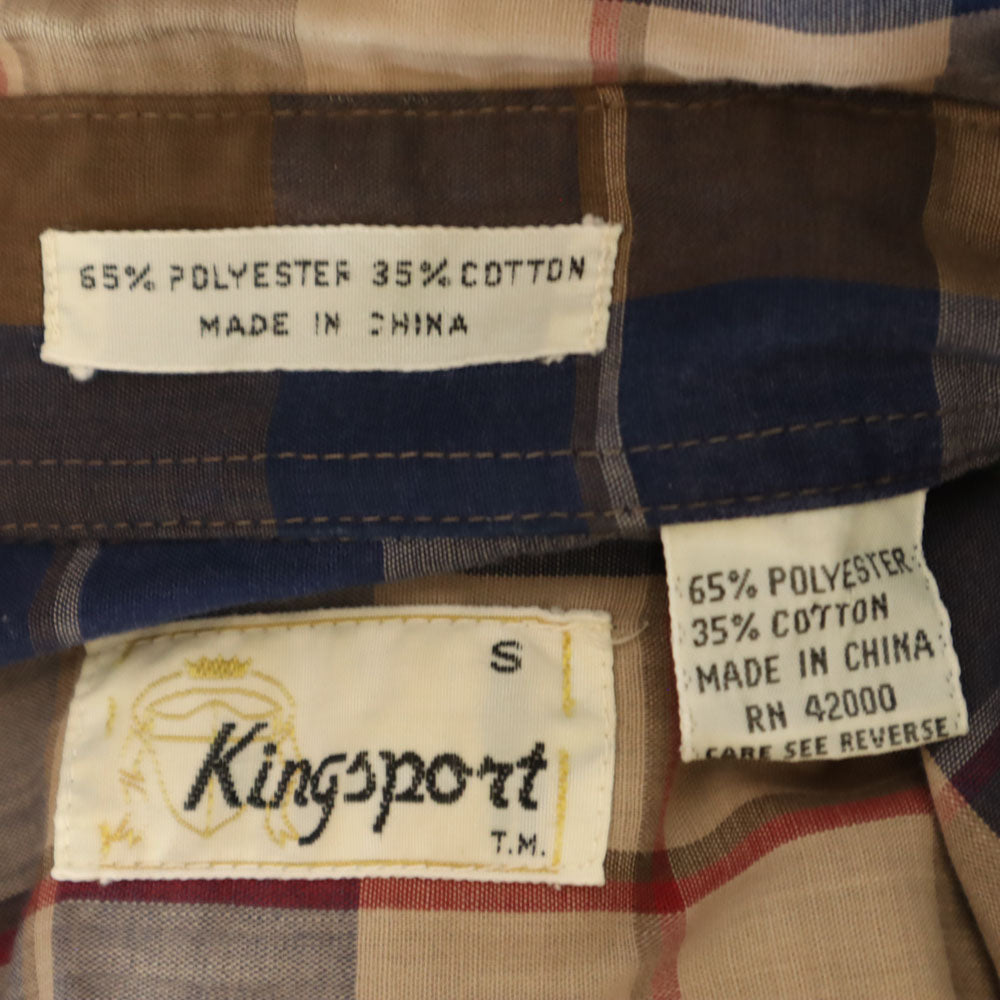 65% POLYESTER 35% COTTON
MADE IN CHINA
65% POLYESTER
35% COTTON
MADE IN CHINA
RN 42000
CARE SEE REVERSE
S
Kingsport
T.M.